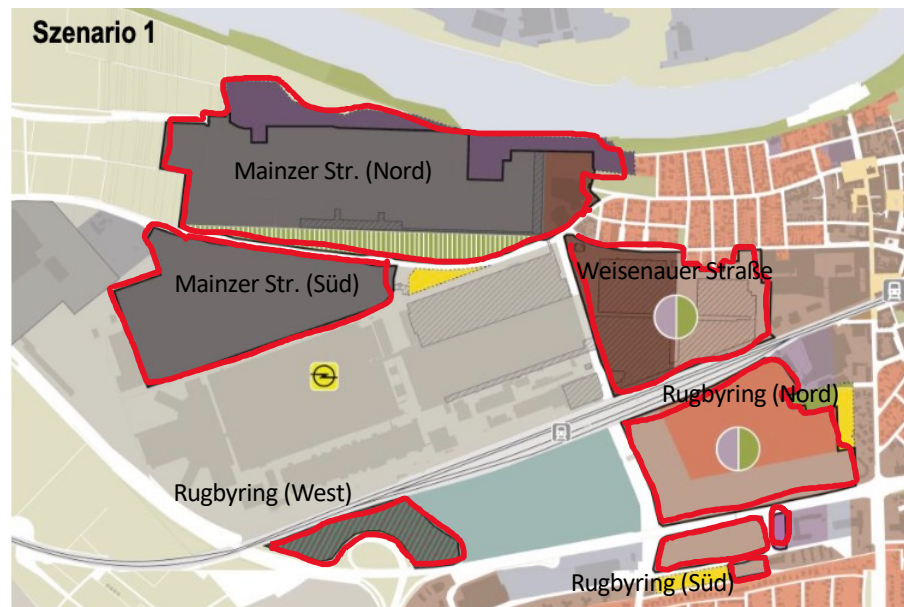 Szenario 1
Mainzer Str. (Nord)
Weisenauer Straße
Mainzer Str. (Süd)
Rugbyring (Nord)
Rugbyring (West)
Rugbyring (Süd)